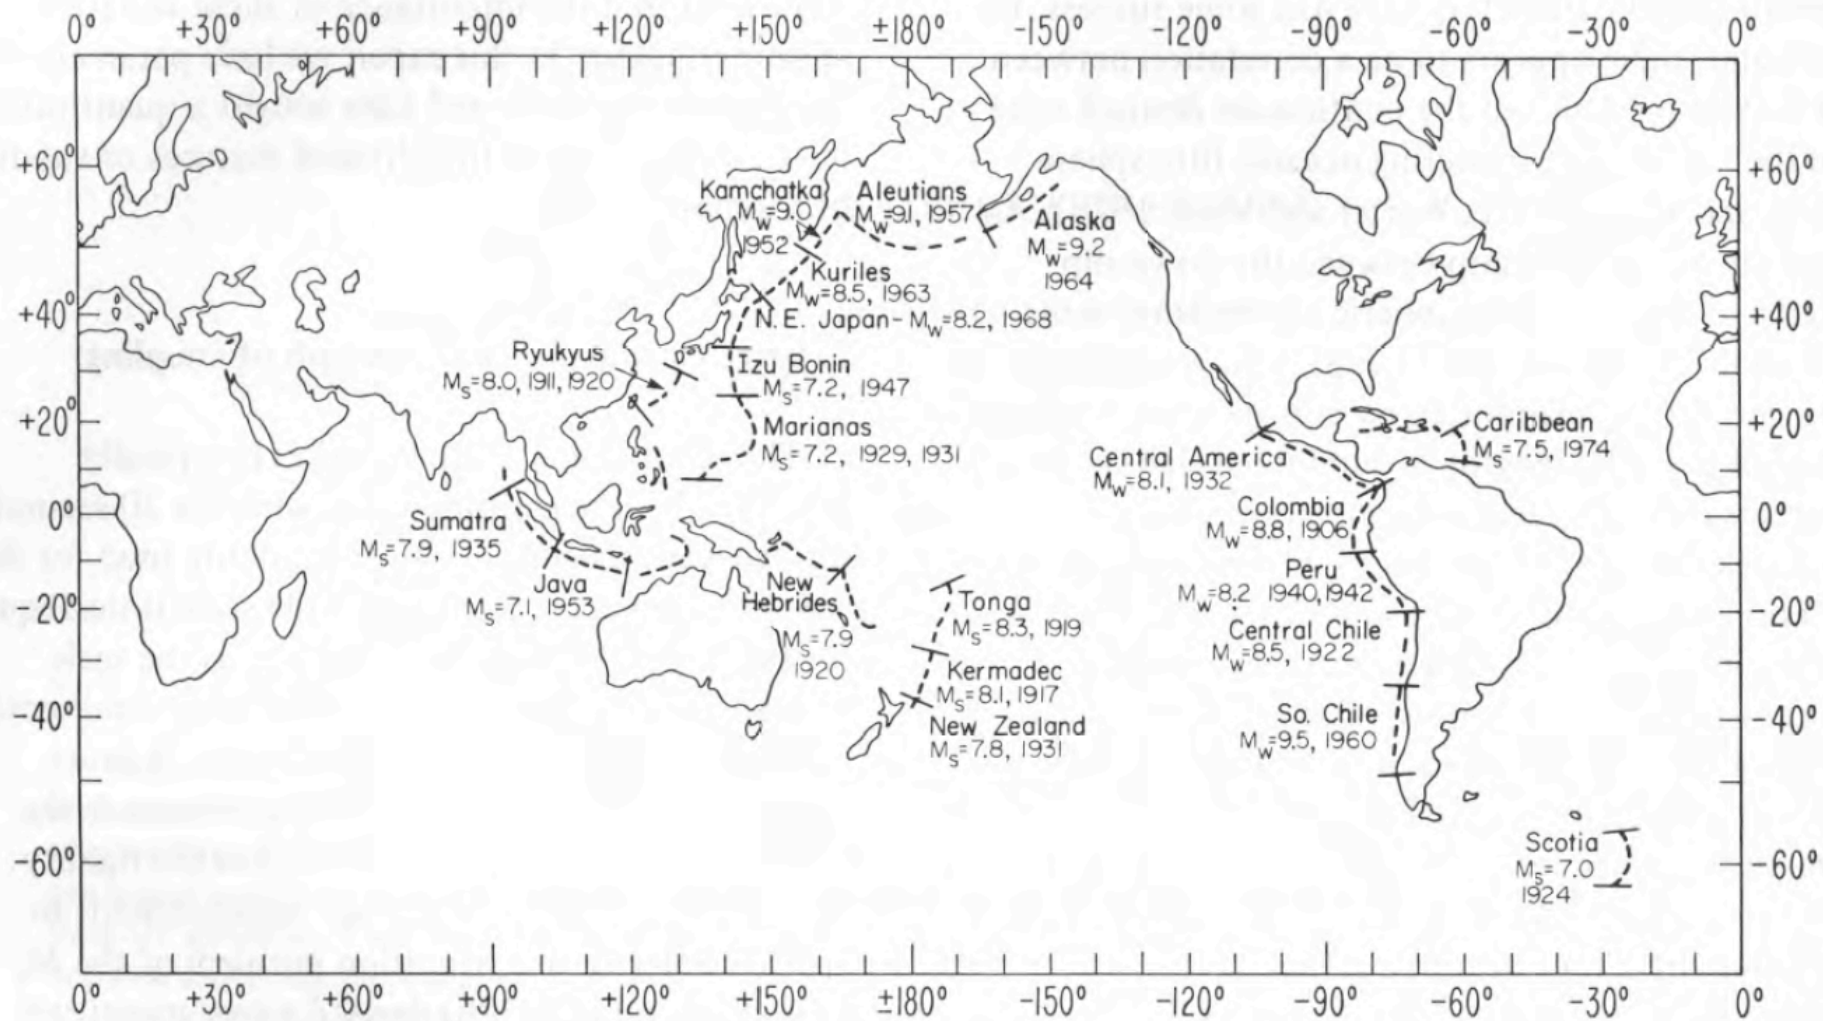 0° +30° +60° +90° +120° +150° ±180° -150° -120° -90° -60° -30° 0°
+60° +60°
+40° +40°
+20° +20°
0° 0°
-20° -20°
-40° -40°
-60° -60°
Kamchatka
Mw=9.0
1952
Aleutians
Mw=9.1, 1957
Alaska
Mw=9.2
1964
Kuriles
Mw=8.5, 1963
N.E. Japan- Mw=8.2, 1968
Ryukyus
Ms=8.0, 1911, 1920
Izu Bonin
Ms=7.2, 1947
Marianas
Ms=7.2, 1929, 1931
Caribbean
Ms=7.5, 1974
Central America
Mw=8.1, 1932
Colombia
Mw=8.8, 1906
Sumatra
Ms=7.9, 1935
Java
Ms=7.1, 1953
New
Hebrides
Ms=7.9
1920
Tonga
Ms=8.3, 1919
Peru
Mw=8.2 1940, 1942
Central Chile
Mw=8.5, 1922
Kermadec
Ms=8.1, 1917
New Zealand
Ms=7.8, 1931
So. Chile
Mw=9.5, 1960
Scotia
Ms=7.0
1924
0° +30° +60° +90° +120° +150° ±180° -150° -120° -90° -60° -30° 0°